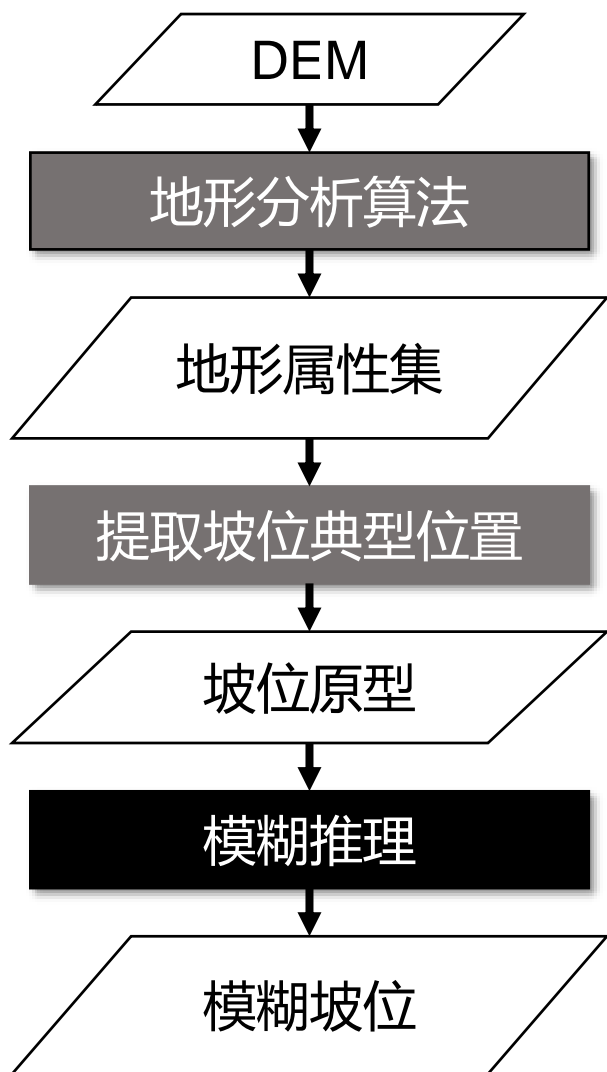 DEM
地形分析算法
地形属性集
提取坡位典型位置
坡位原型
模糊推理
模糊坡位